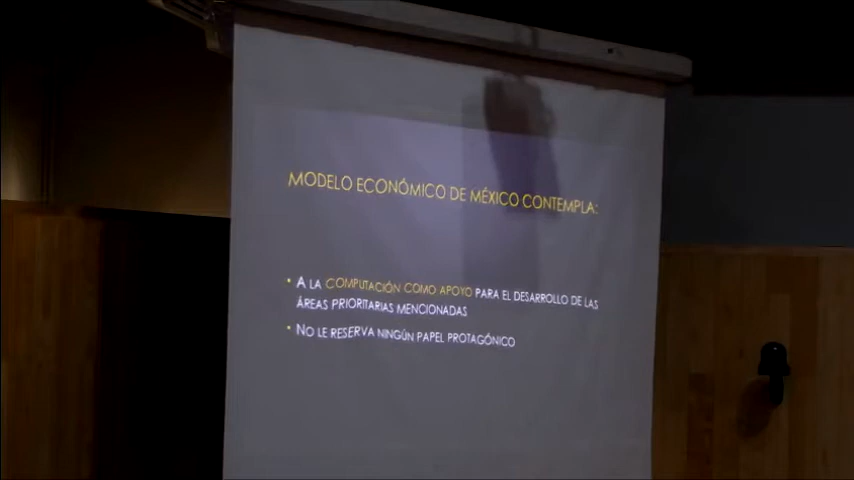 MODELO ECONÓMICO DE MÉXICO CONTEMPLA:
• A LA COMPUTACIÓN COMO APOYO PARA EL DESARROLLO DE LAS
ÁREAS PRIORITARIAS MENCIONADAS
• NO LE RESERVA NINGÚN PAPEL PROTAGÓNICO